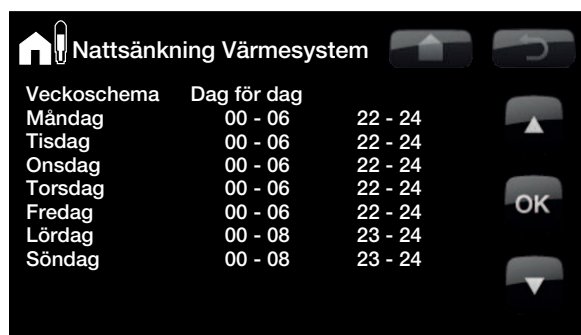 Nattsänkning Värmesystem
Veckoschema Dag för dag
Måndag 00 - 06 22 - 24
Tisdag 00 - 06 22 - 24
Onsdag 00 - 06 22 - 24
Torsdag 00 - 06 22 - 24
Fredag 00 - 06 22 - 24
Lördag 00 - 08 23 - 24
Söndag 00 - 08 23 - 24
OK